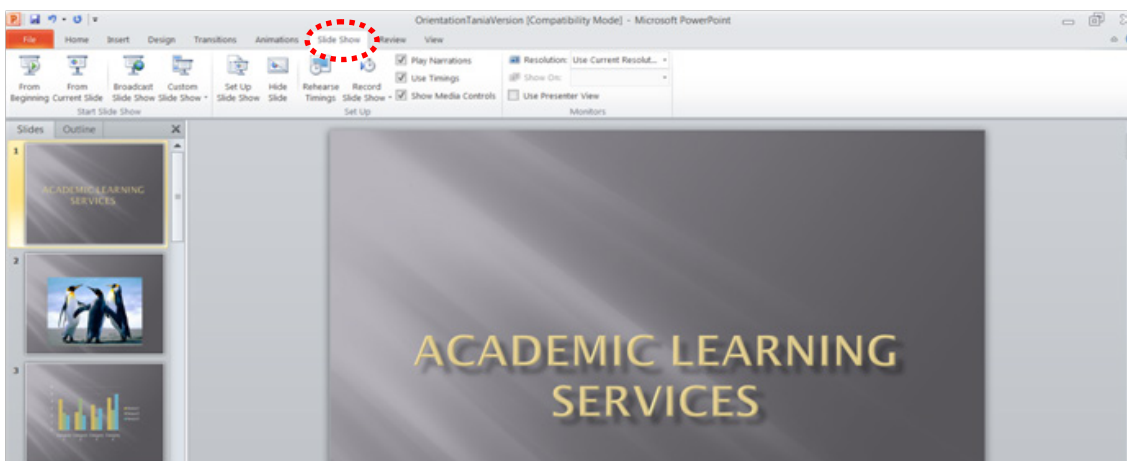 OrientationTaniaVersion [Compatibility Mode] - Microsoft PowerPoint
File Home Insert Design Transitions Animations Slide Show Review View
From Beginning
From Current Slide
Broadcast Slide Show
Custom Slide Show
Set Up Slide Show
Hide Slide
Rehearse Timings
Record Slide Show
Play Narrations
Use Timings
Show Media Controls
Resolution: Use Current Resolut...
Show On:
Use Presenter View
Start Slide Show
Set Up
Monitors
Slides Outline
1
ACADEMIC LEARNING
SERVICES
2
3
ACADEMIC LEARNING
SERVICES